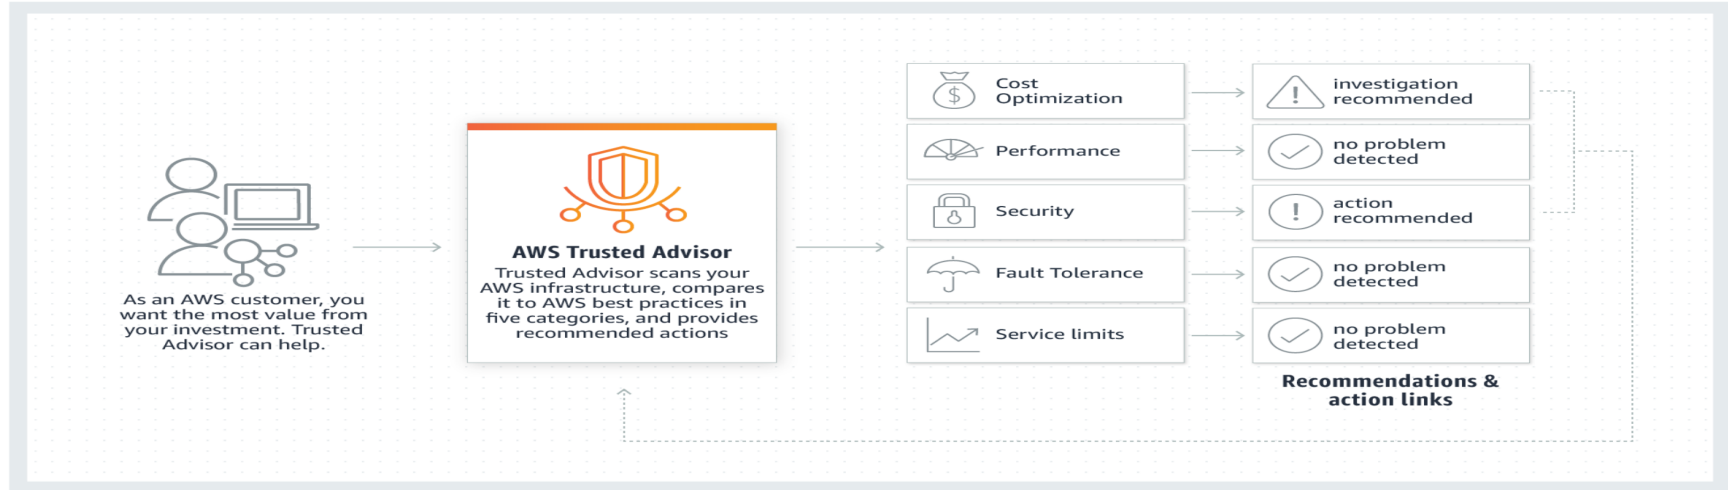 As an AWS customer, you
want the most value from
your investment. Trusted
Advisor can help.
AWS Trusted Advisor
Trusted Advisor scans your
AWS infrastructure, compares
it to AWS best practices in
five categories, and provides
recommended actions
Cost
Optimization
investigation
recommended
Performance
no problem
detected
Security
action
recommended
Fault Tolerance
no problem
detected
Service limits
no problem
detected
Recommendations &
action links